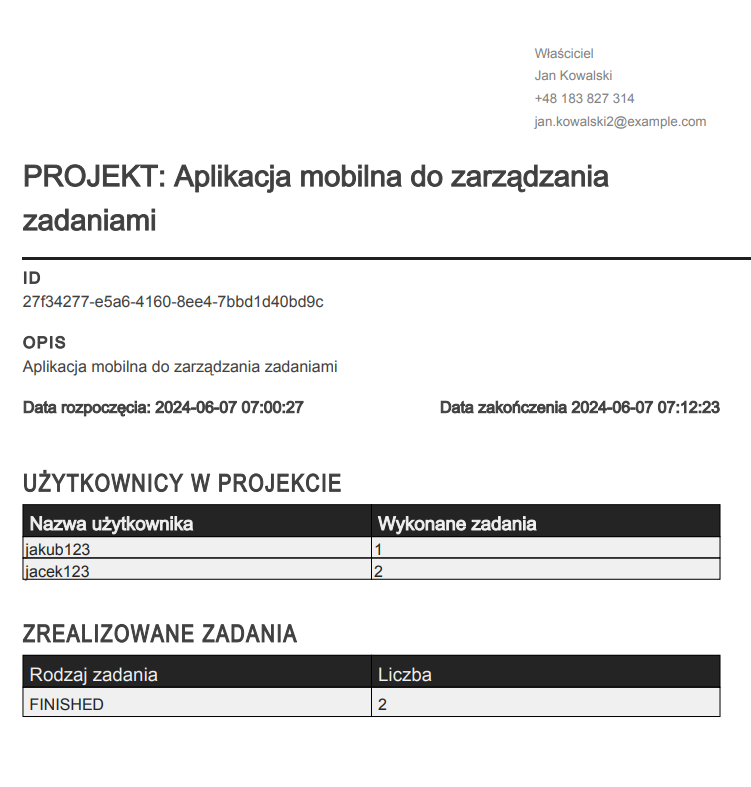 Właściciel
Jan Kowalski
+48 183 827 314
jan.kowalski2@example.com
PROJEKT: Aplikacja mobilna do zarządzania
zadaniami
ID
27f34277-e5a6-4160-8ee4-7bbd1d40bd9c
OPIS
Aplikacja mobilna do zarządzania zadaniami
Data rozpoczęcia: 2024-06-07 07:00:27 Data zakończenia 2024-06-07 07:12:23
UŻYTKOWNICY W PROJEKCIE
Nazwa użytkownika Wykonane zadania
jakub123 1
jacek123 2
ZREALIZOWANE ZADANIA
Rodzaj zadania Liczba
FINISHED 2